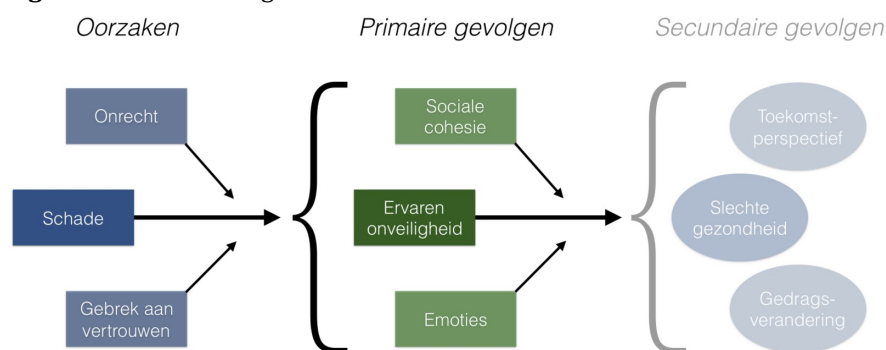 Oorzaken
Primaire gevolgen
Secundaire gevolgen
Onrecht
Sociale
cohesie
Toekomst-
perspectief
Schade
Ervaren
onveiligheid
Slechte
gezondheid
Gebrek aan
vertrouwen
Emoties
Gedrags-
verandering